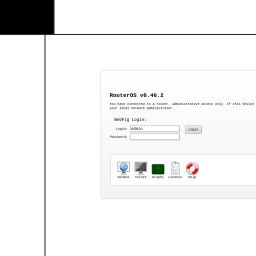 RouterOS v6.46.2
You have connected to a router. Administrative access only. If this device
your local network administrator.
WebFig Login:
Login: admin Login
Password:
WinBox Telnet Graphs License Help